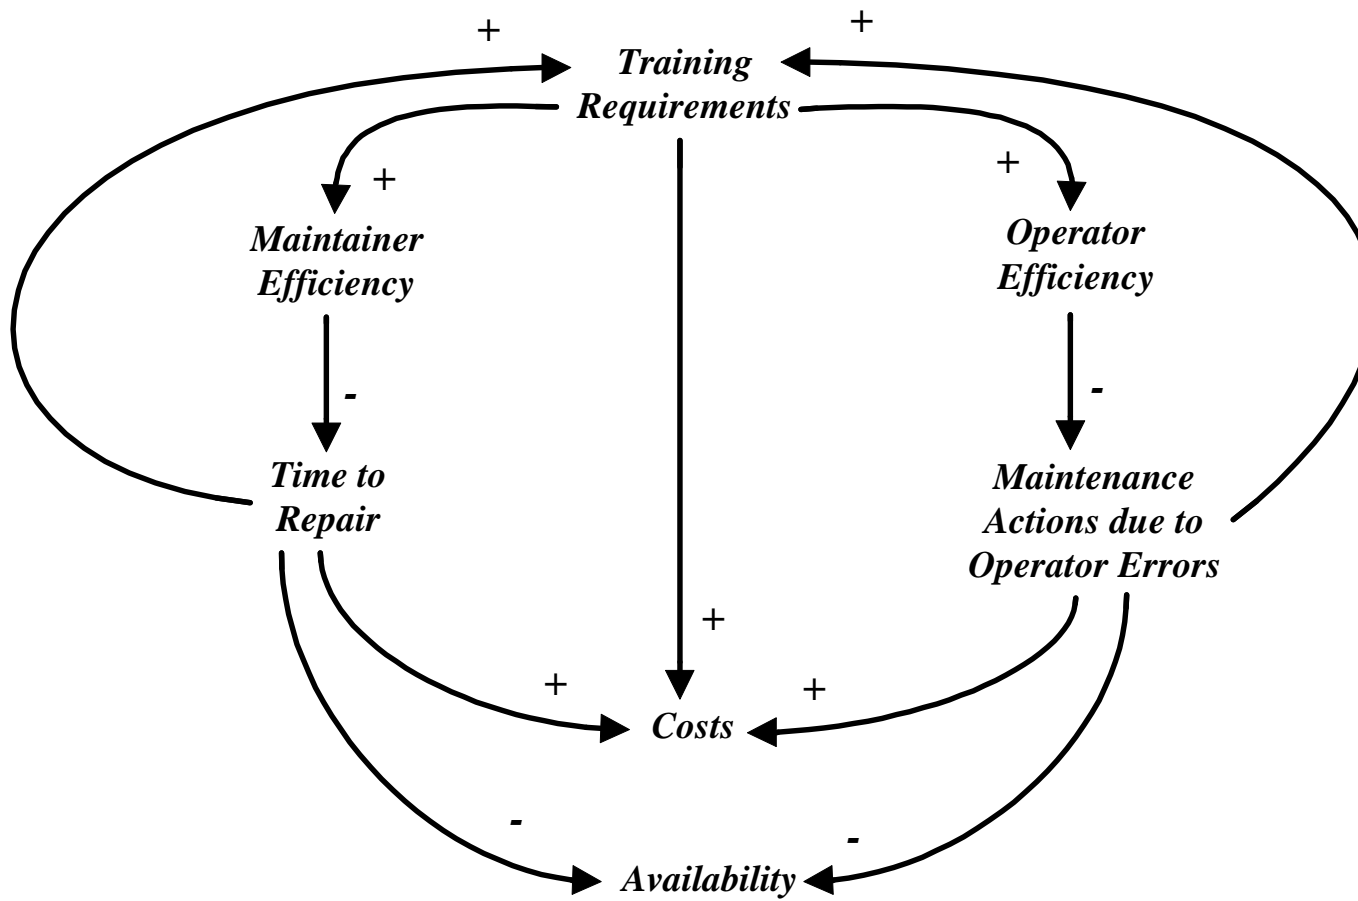 +
+
Training
Requirements
+
+
Maintainer
Efficiency
Operator
Efficiency
-
-
Time to
Repair
Maintenance
Actions due to
Operator Errors
+
+
+
Costs
-
-
Availability